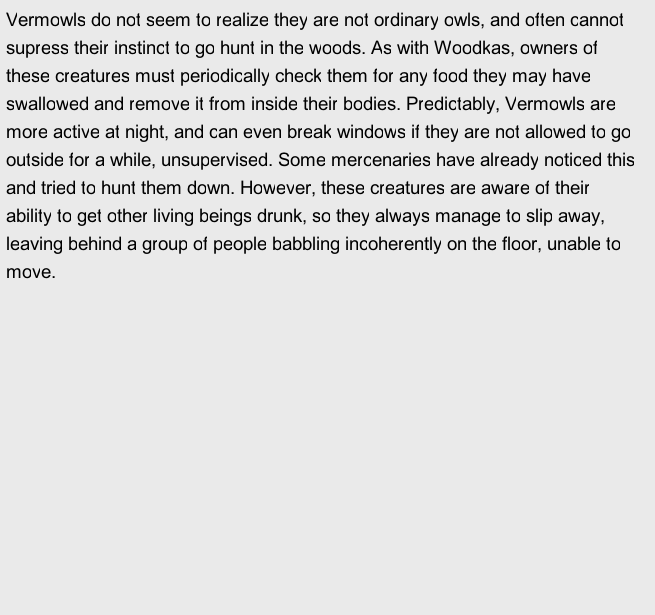 Vermowls do not seem to realize they are not ordinary owls, and often cannot
supress their instinct to go hunt in the woods. As with Woodkas, owners of
these creatures must periodically check them for any food they may have
swallowed and remove it from inside their bodies. Predictably, Vermowls are
more active at night, and can even break windows if they are not allowed to go
outside for a while, unsupervised. Some mercenaries have already noticed this
and tried to hunt them down. However, these creatures are aware of their
ability to get other living beings drunk, so they always manage to slip away,
leaving behind a group of people babbling incoherently on the floor, unable to
move.